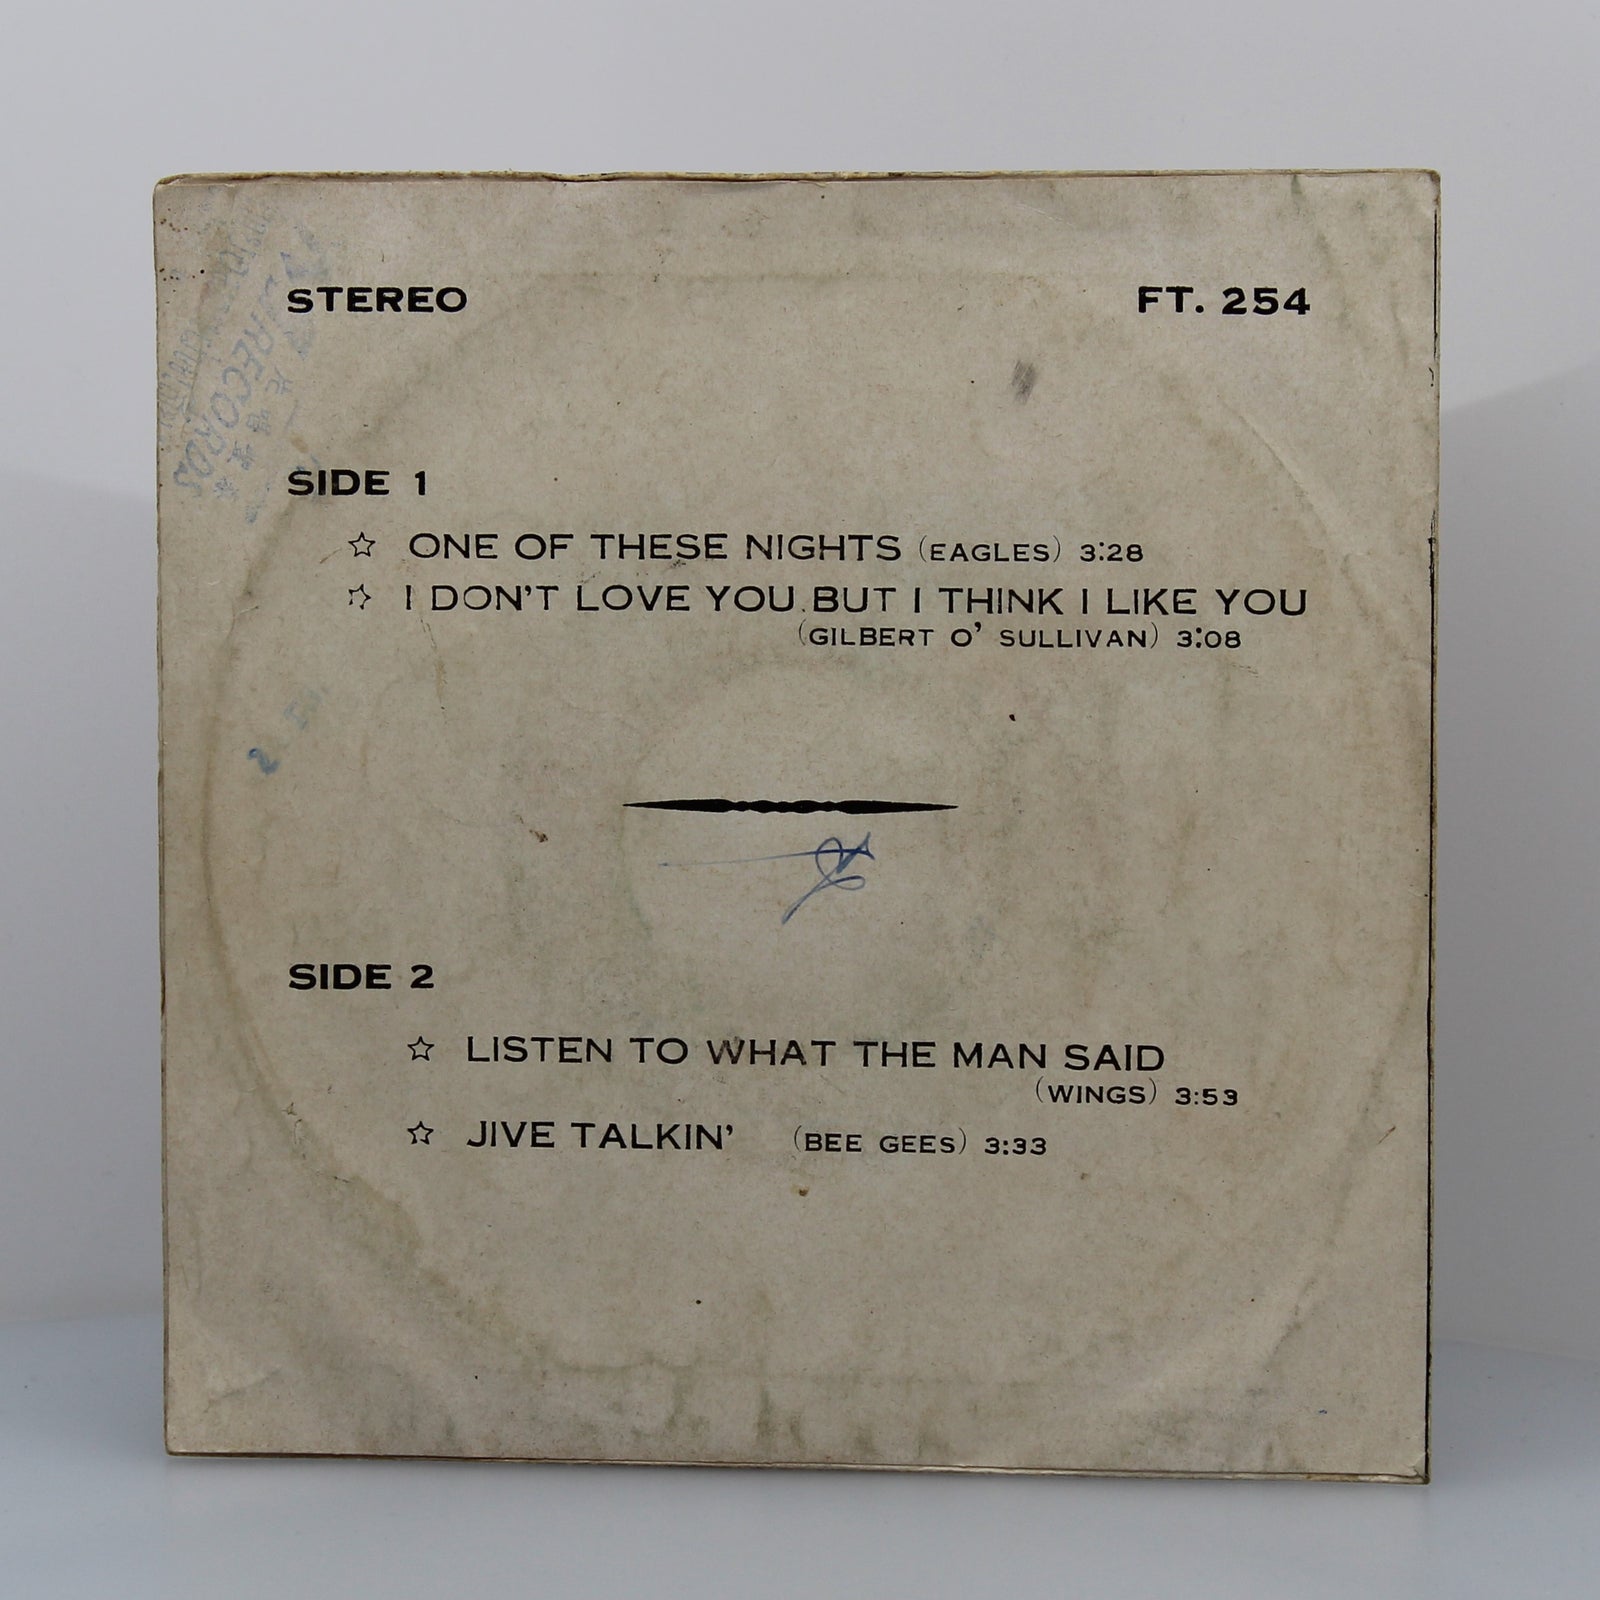 STEREO FT. 254
SIDE 1
☆ ONE OF THESE NIGHTS (EAGLES) 3:28
☆ I DON'T LOVE YOU BUT I THINK I LIKE YOU
(GILBERT O' SULLIVAN) 3:08
SIDE 2
☆ LISTEN TO WHAT THE MAN SAID
(WINGS) 3:53
☆ JIVE TALKIN' (BEE GEES) 3:33
RECORDS